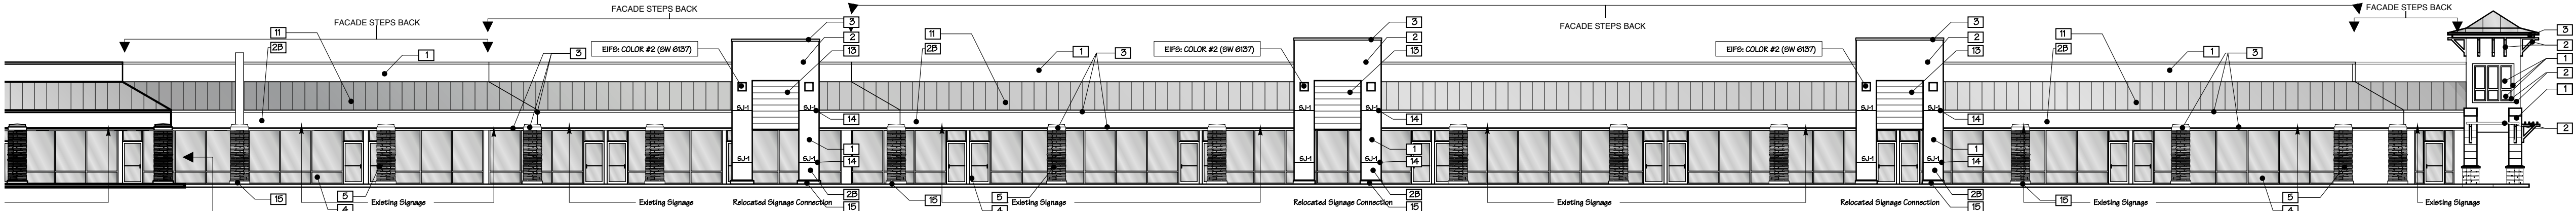 FACADE STEPS BACK
FACADE STEPS BACK
FACADE STEPS BACK
FACADE STEPS BACK
11
2B
1
3
EIFS: COLOR #2 (SW 6137)
3
2
13
11
2B
1
3
EIFS: COLOR #2 (SW 6137)
3
2
13
EIFS: COLOR #2 (SW 6137)
3
2
13
11
2B
1
3
3
2
1
2
1
2
SJ-1
SJ-1
SJ-1
SJ-1
SJ-1
SJ-1
14
14
14
SJ-1
SJ-1
SJ-1
SJ-1
SJ-1
SJ-1
1
14
1
14
1
14
15
5
4
Existing Signage
Existing Signage
Relocated Signage Connection
2B
15
15
5
4
Existing Signage
Relocated Signage Connection
2B
15
Existing Signage
Relocated Signage Connection
2B
15
15
Existing Signage
5
4
Existing Signage